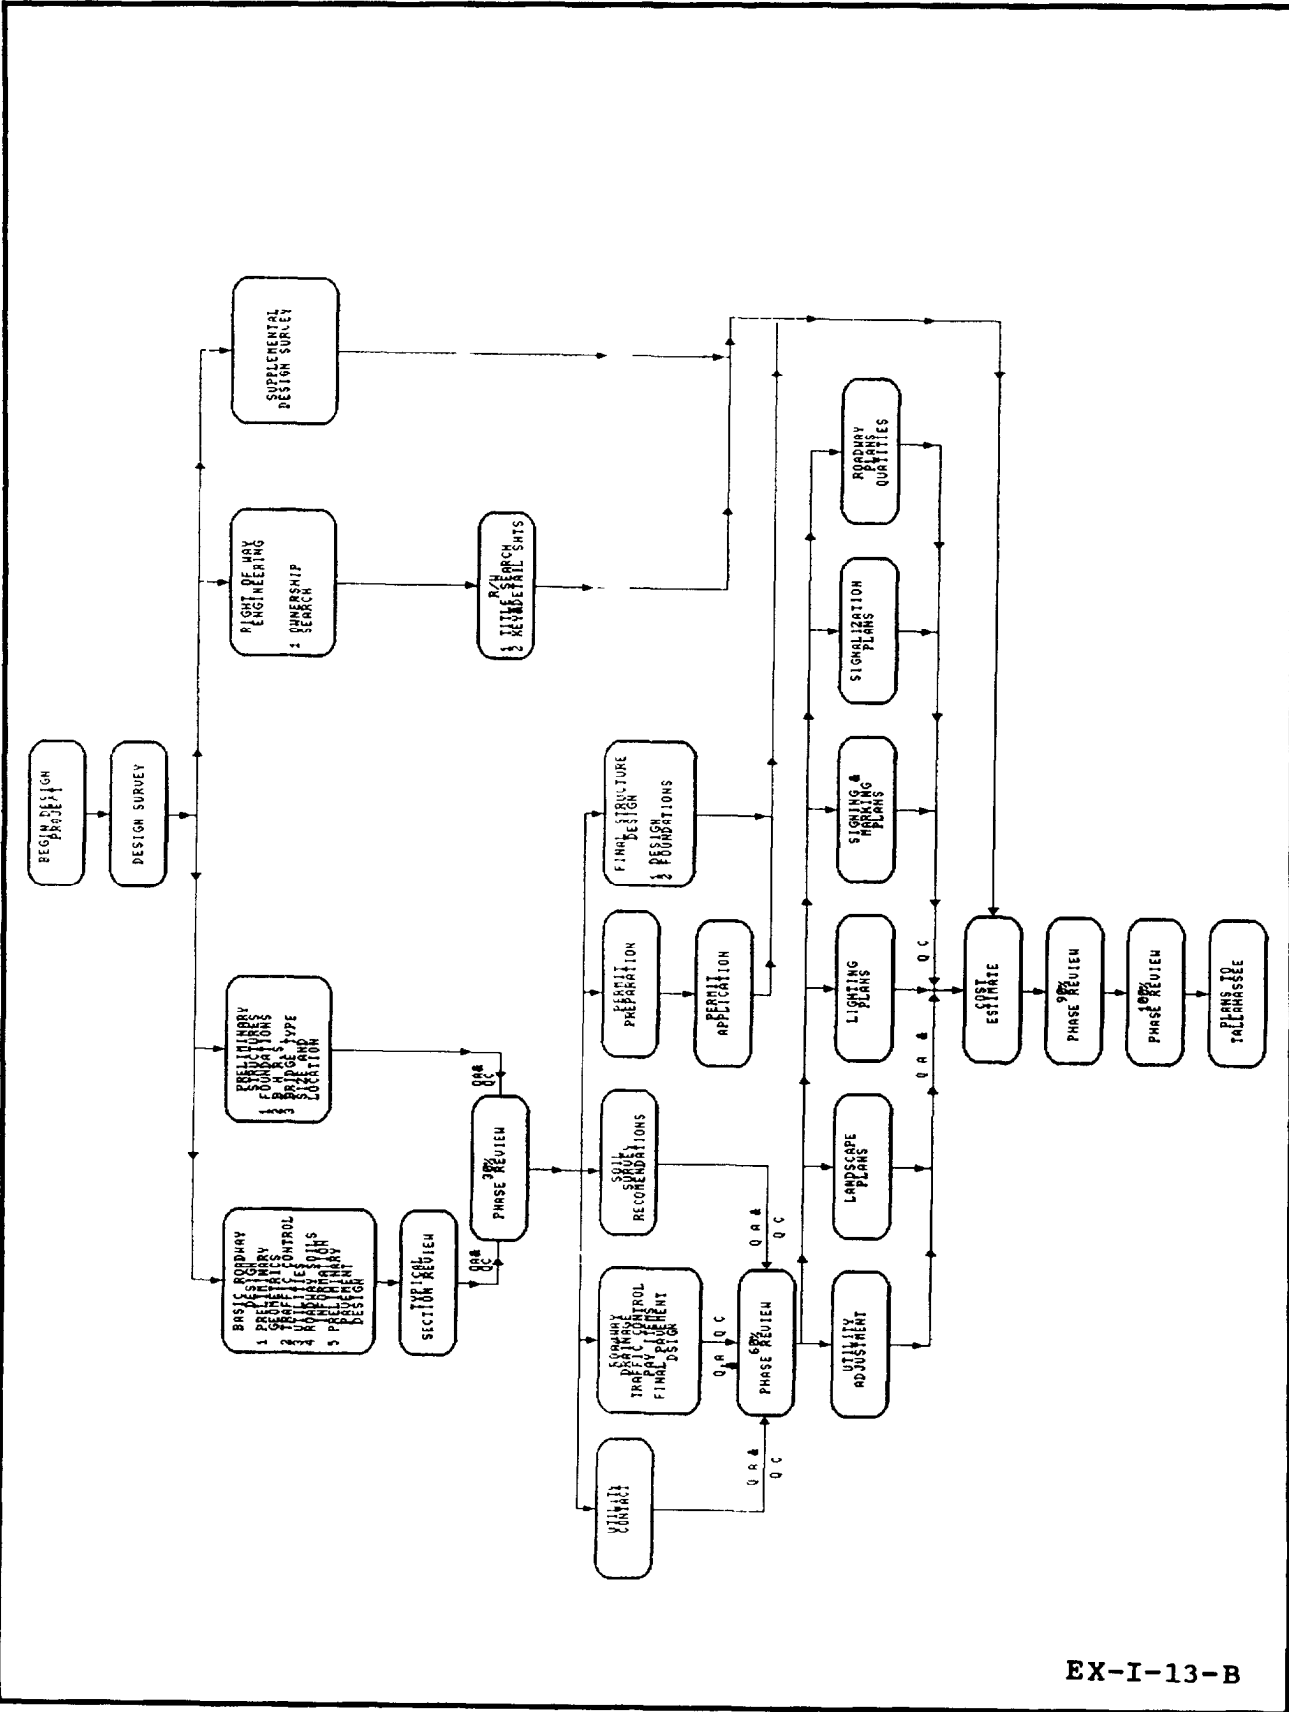 BEGIN DESIGN
PROJECT
DESIGN SURVEY
BASIC ROADWAY
DESIGN
1 PRELIMINARY
GEOMETRICS
2 TRAFFIC CONTROL
3 UTILITIES
4 ROADWAY SOILS
INFORMATION
5 PRELIMINARY
PAVEMENT
DESIGN
PRELIMINARY
STRUCTURES
1 FOUNDATIONS
2 B H R S
3 BRIDGE TYPE
SIZE AND
LOCATION
RIGHT OF WAY
ENGINEERING
1 OWNERSHIP
SEARCH
SUPPLEMENTAL
DESIGN SURVEY
TYPICAL
SECTION REVIEW
QA&
QC
QA&
QC
30%
PHASE REVIEW
R/W
1 TITLE SEARCH
2 KEY&DETAIL SHTS
UTILITY
CONTACT
ROADWAY
DRAINAGE
TRAFFIC CONTROL
PAY ITEMS
FINAL PAVEMENT
DSIGN
SOIL
SURVEY
RECOMENDATIONS
PERMIT
PREPARATION
FINAL STRUCTURE
DESIGN
1 DESIGN
2 FOUNDATIONS
PERMIT
APPLICATION
Q A &
Q C
Q A & Q C
Q A &
Q C
60%
PHASE REVIEW
UTILITY
ADJUSTMENT
LANDSCAPE
PLANS
LIGHTING
PLANS
SIGNING &
MARKING
PLANS
SIGNALIZATION
PLANS
ROADWAY
PLANS
QUATITIES
Q A & Q C
COST
ESTIMATE
90%
PHASE REVIEW
100%
PHASE REVIEW
PLANS TO
TALLAHASSEE
EX-I-13-B